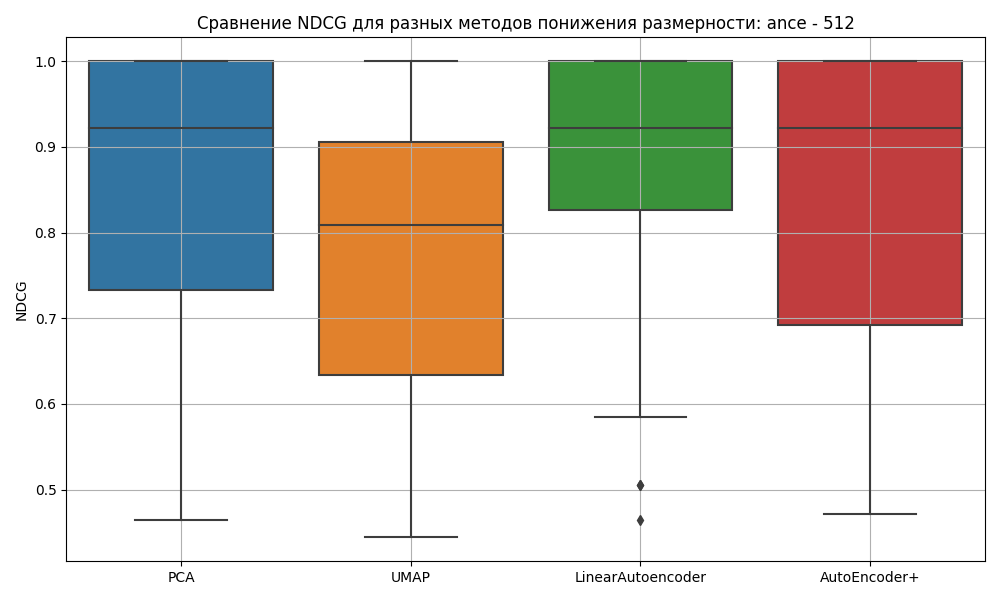 Сравнение NDCG для разных методов понижения размерности: ance - 512
NDCG
1.0
0.9
0.8
0.7
0.6
0.5
PCA
UMAP
LinearAutoencoder
AutoEncoder+